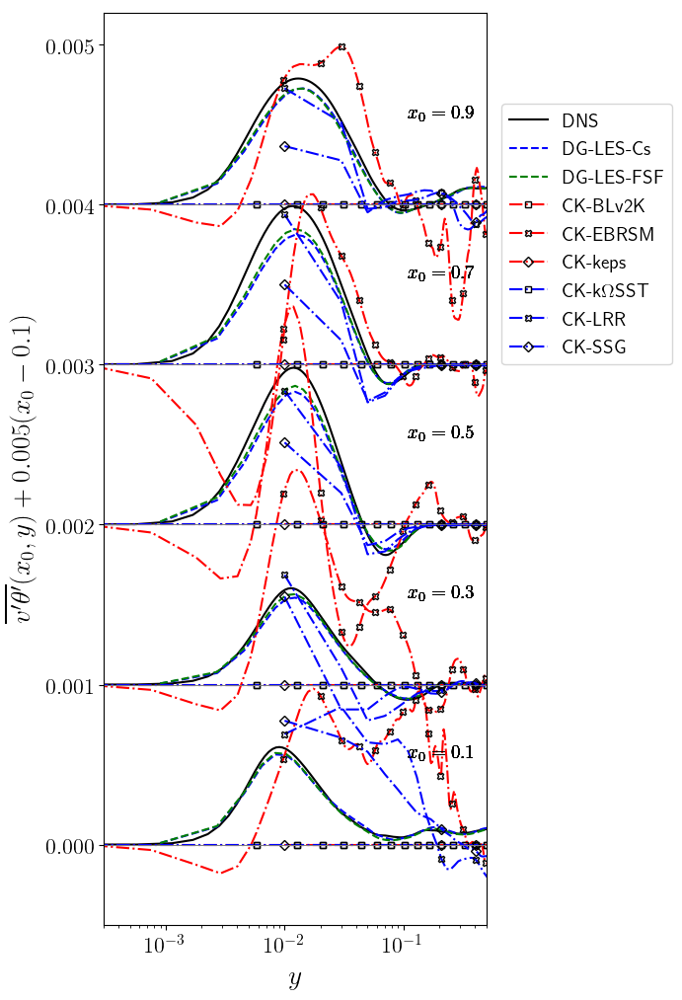 0.005
0.004
0.003
0.002
0.001
0.000
10⁻³
10⁻²
10⁻¹
y
v′θ′(x₀, y) + 0.005(x₀ − 0.1)
x₀ = 0.9
x₀ = 0.7
x₀ = 0.5
x₀ = 0.3
x₀ = 0.1
DNS
DG-LES-Cs
DG-LES-FSF
CK-BLv2K
CK-EBRSM
CK-keps
CK-kΩSST
CK-LRR
CK-SSG